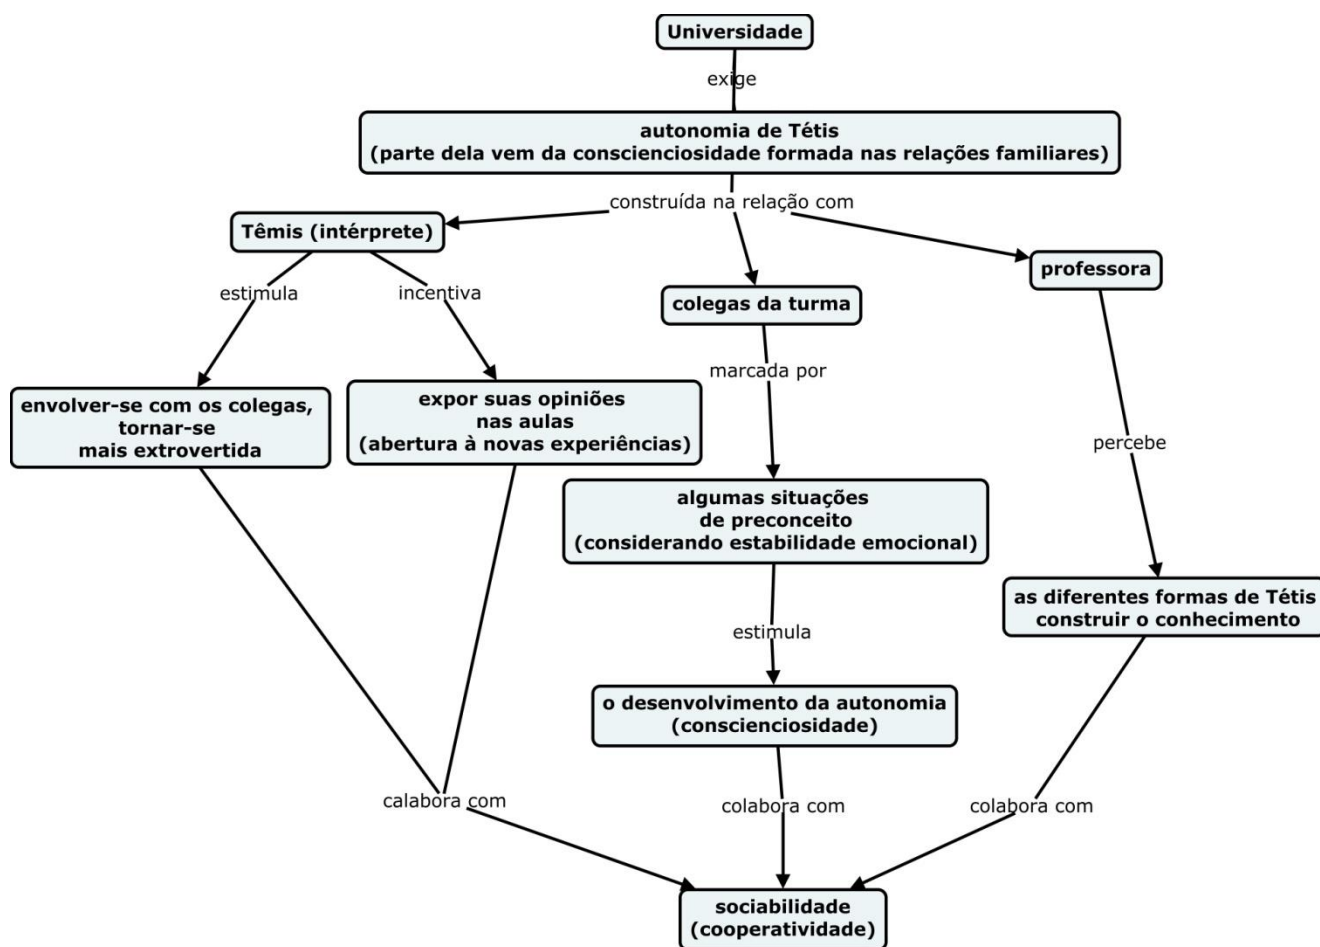 Universidade
exige
autonomia de Tétis
(parte dela vem da conscienciosidade formada nas relações familiares)
construída na relação com
Têmis (intérprete)
professora
estimula
incentiva
colegas da turma
marcada por
envolver-se com os colegas,
tornar-se
mais extrovertida
expor suas opiniões
nas aulas
(abertura à novas experiências)
percebe
algumas situações
de preconceito
(considerando estabilidade emocional)
as diferentes formas de Tétis
construir o conhecimento
estimula
o desenvolvimento da autonomia
(conscienciosidade)
calabora com
colabora com
colabora com
sociabilidade
(cooperatividade)